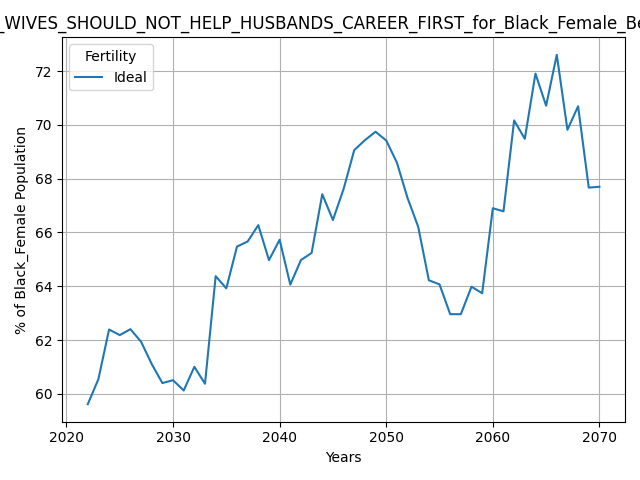 _WIVES_SHOULD_NOT_HELP_HUSBANDS_CAREER_FIRST_for_Black_Female_Be
Fertility
Ideal
% of Black_Female Population
72
70
68
66
64
62
60
2020 2030 2040 2050 2060 2070
Years